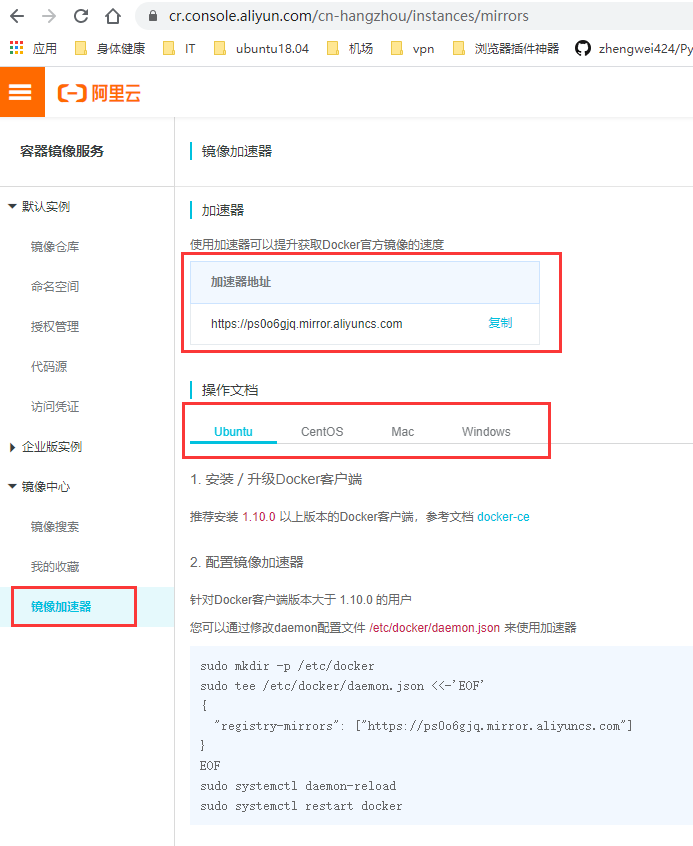 cr.console.aliyun.com/cn-hangzhou/instances/mirrors
应用 身体健康 IT ubuntu18.04 机场 vpn 浏览器插件神器 zhengwei424/Py
阿里云
容器镜像服务
镜像加速器
默认实例
镜像仓库
命名空间
授权管理
代码源
访问凭证
企业版实例
镜像中心
镜像搜索
我的收藏
镜像加速器
加速器
使用加速器可以提升获取Docker官方镜像的速度
加速器地址
https://ps0o6gjq.mirror.aliyuncs.com 复制
操作文档
Ubuntu CentOS Mac Windows
1. 安装 / 升级Docker客户端
推荐安装 1.10.0 以上版本的Docker客户端，参考文档 docker-ce
2. 配置镜像加速器
针对Docker客户端版本大于 1.10.0 的用户
您可以通过修改daemon配置文件 /etc/docker/daemon.json 来使用加速器
sudo mkdir -p /etc/docker
sudo tee /etc/docker/daemon.json <<-'EOF'
{
"registry-mirrors": ["https://ps0o6gjq.mirror.aliyuncs.com"]
}
EOF
sudo systemctl daemon-reload
sudo systemctl restart docker